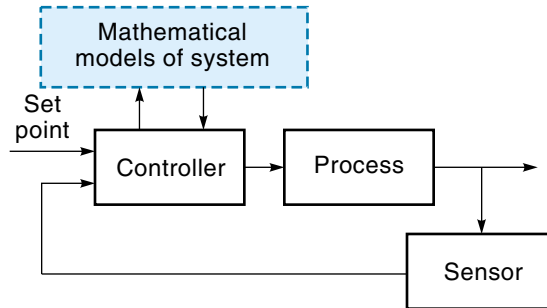 Mathematical
models of system
Set
point
Controller
Process
Sensor